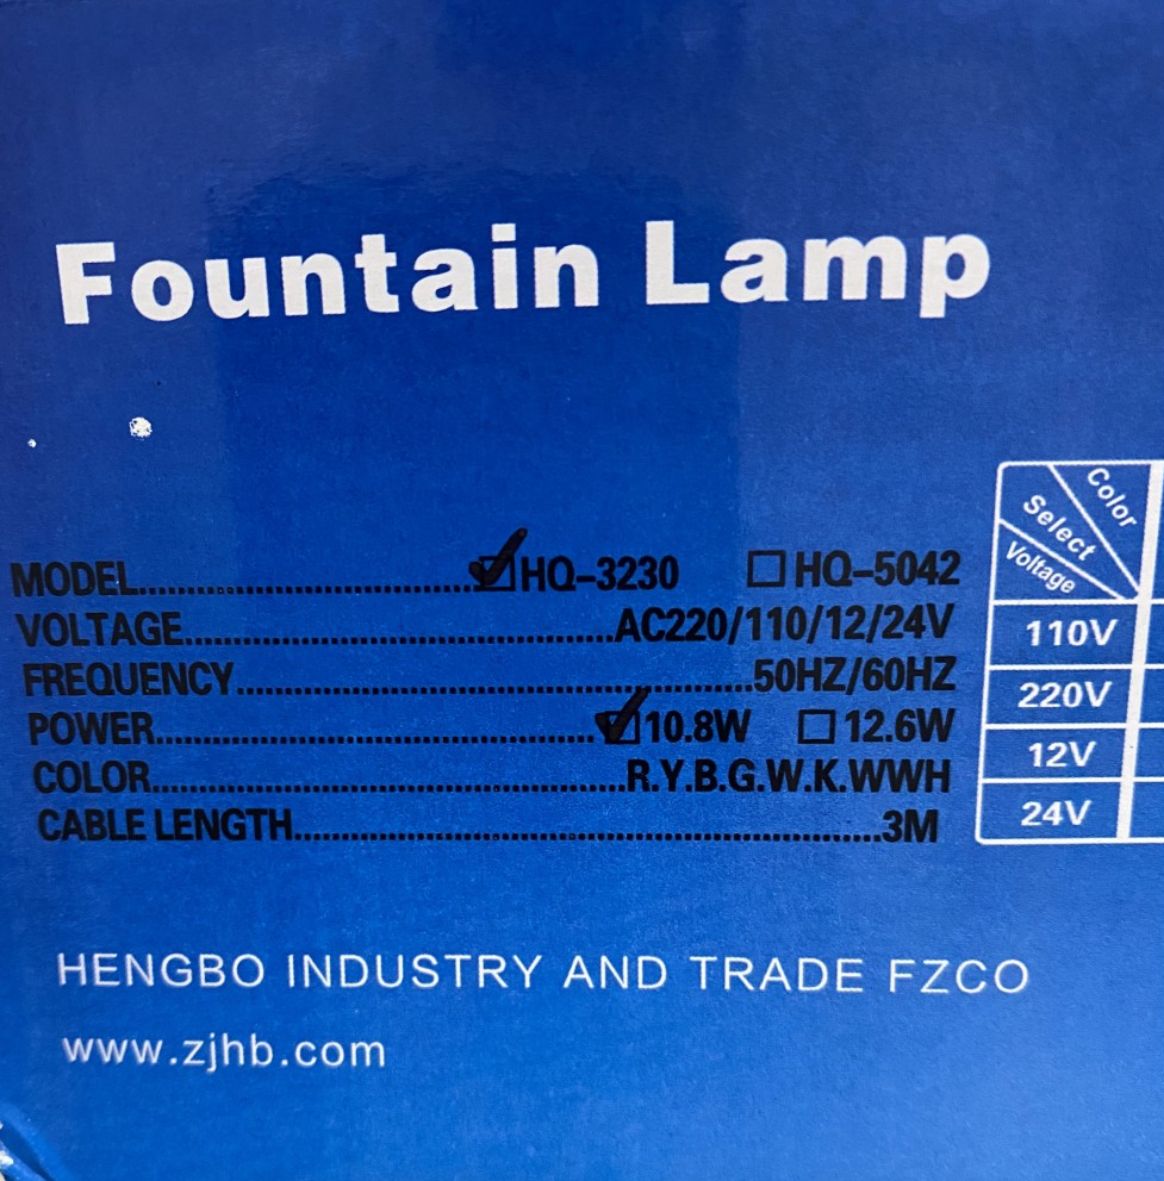 Fountain Lamp
MODEL........................................☑HQ-3230 ☐HQ-5042
VOLTAGE........................................AC220/110/12/24V
FREQUENCY........................................50HZ/60HZ
POWER........................................☑10.8W ☐12.6W
COLOR........................................R.Y.B.G.W.K.WWH
CABLE LENGTH........................................3M
Color
Select
Voltage
110V
220V
12V
24V
HENGBO INDUSTRY AND TRADE FZCO
www.zjhb.com